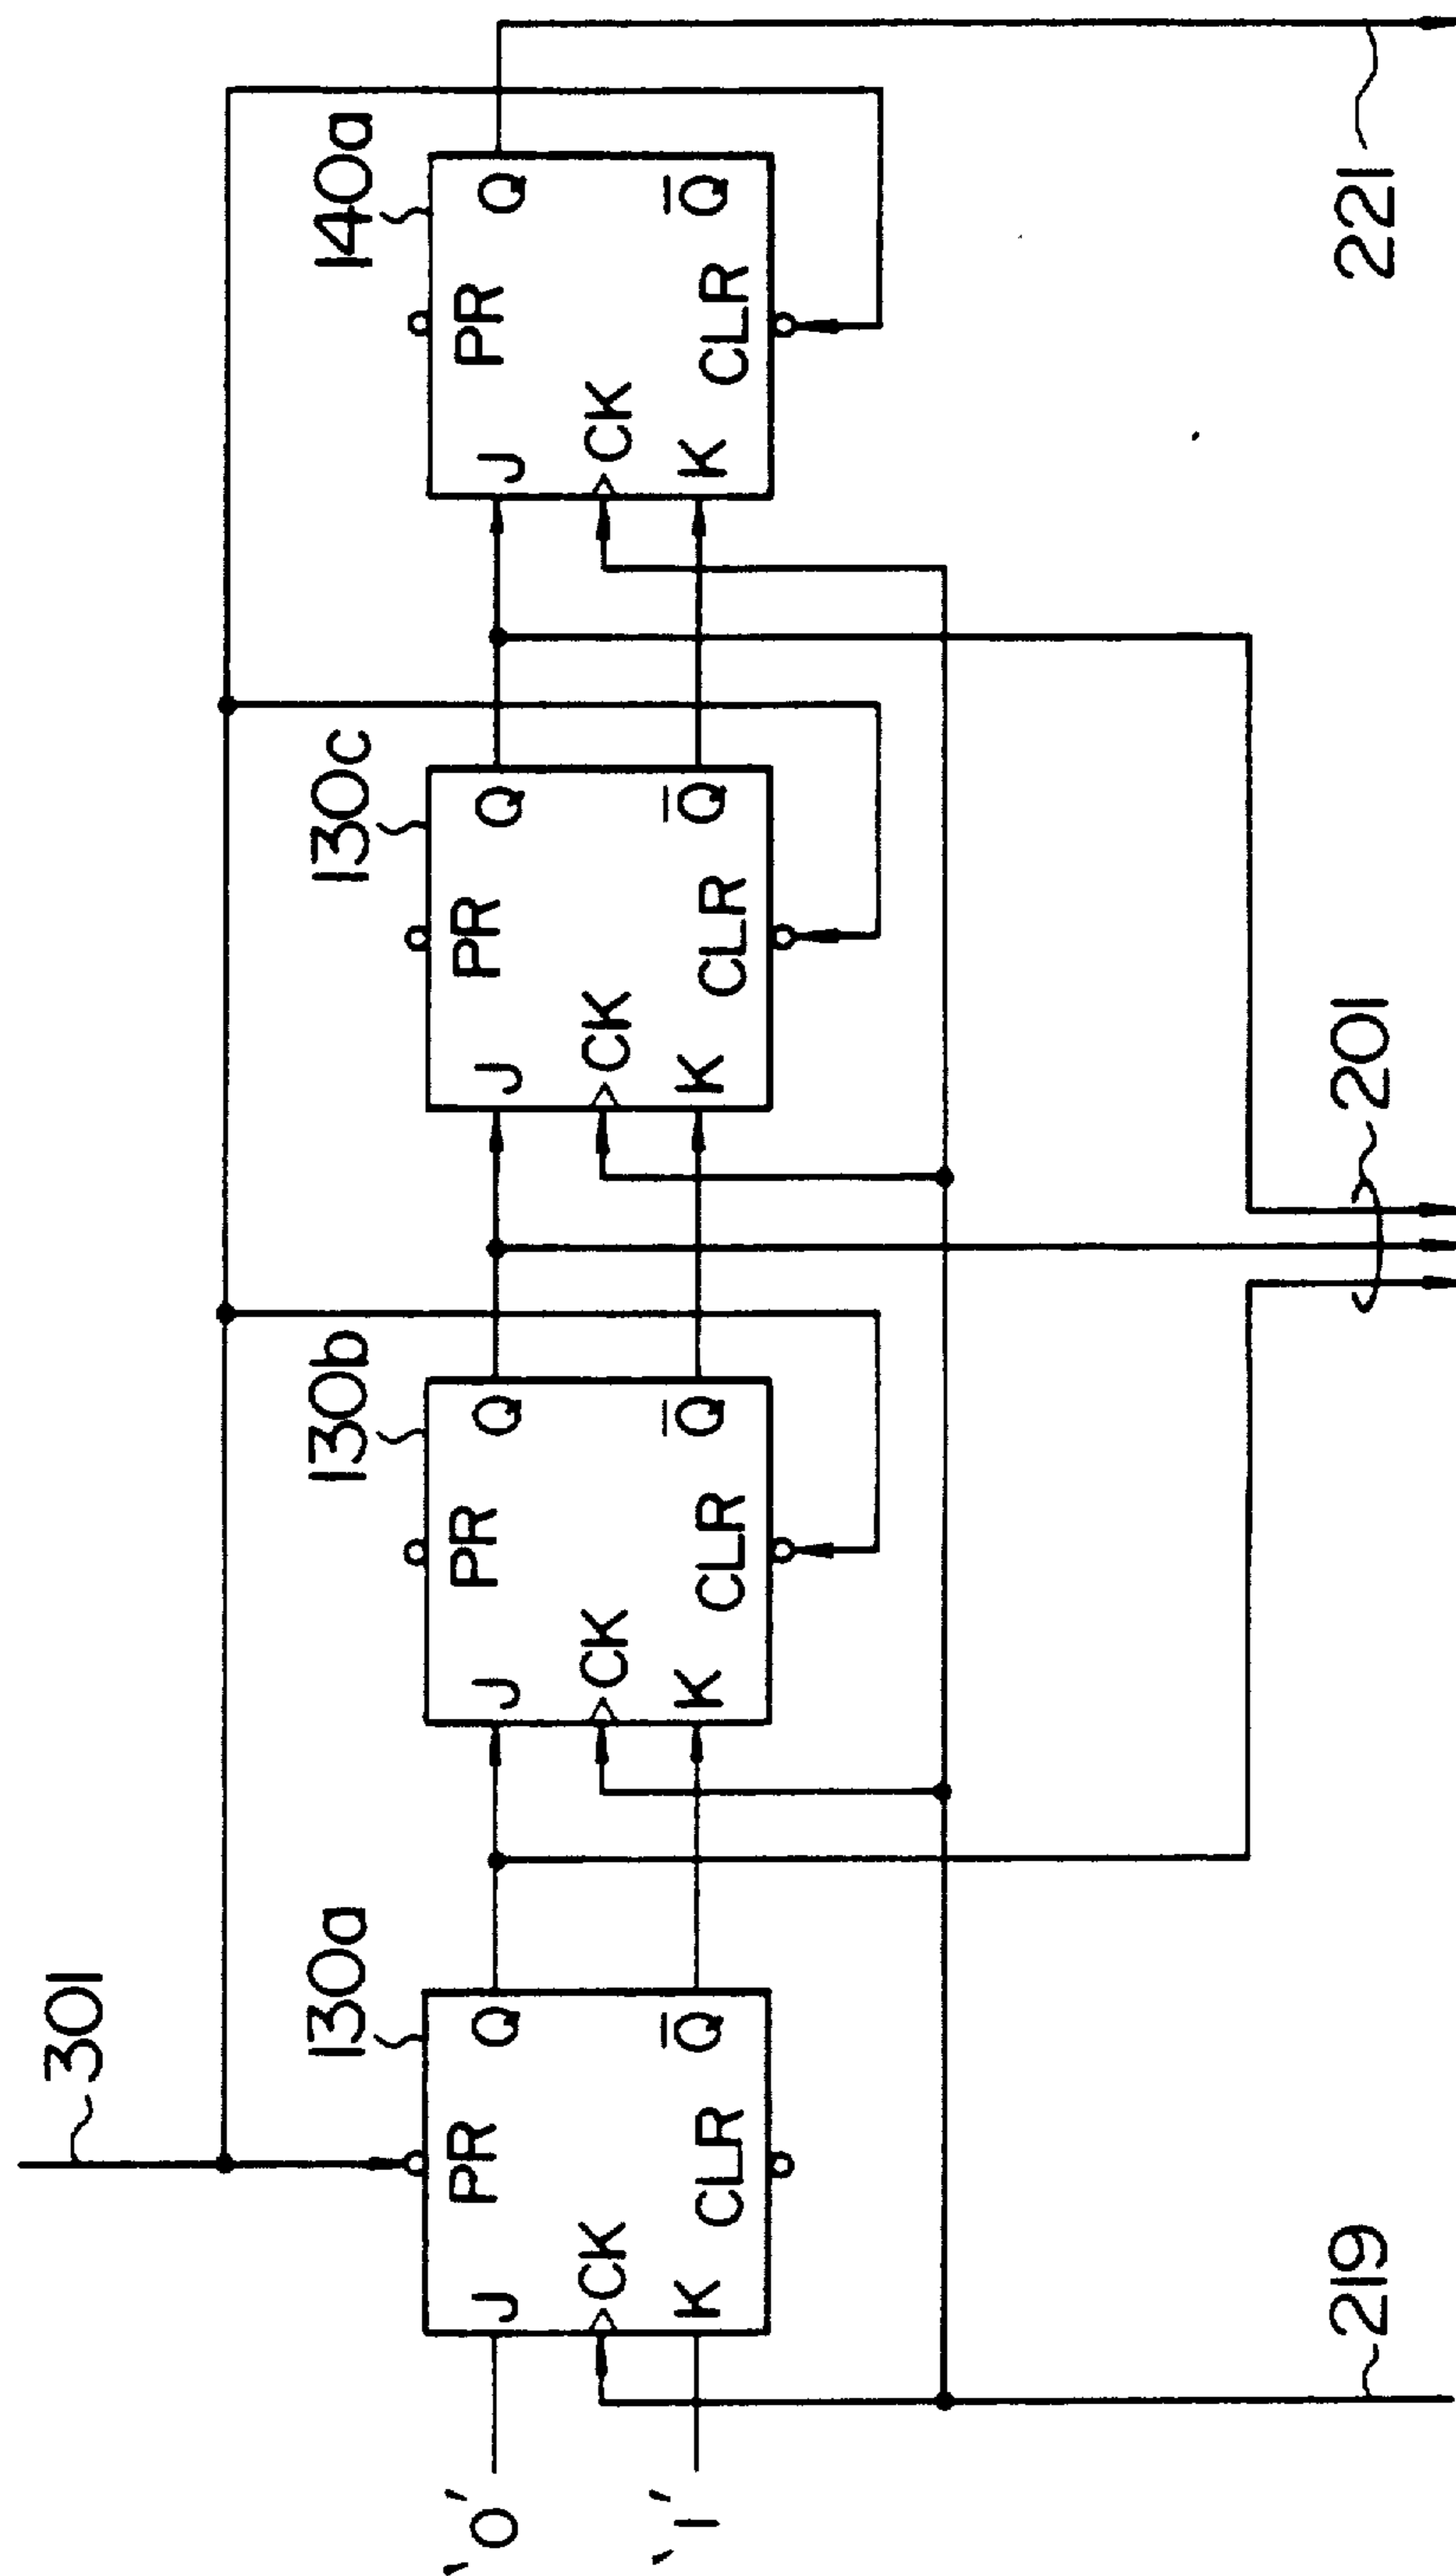 301
130a
130b
130c
140a
PR
Q
PR
Q
PR
Q
PR
Q
'0'
J
J
J
J
CK
CK
CK
CK
'1'
K
CLR
Q̅
K
CLR
Q̅
K
CLR
Q̅
K
CLR
Q̅
219
201
221